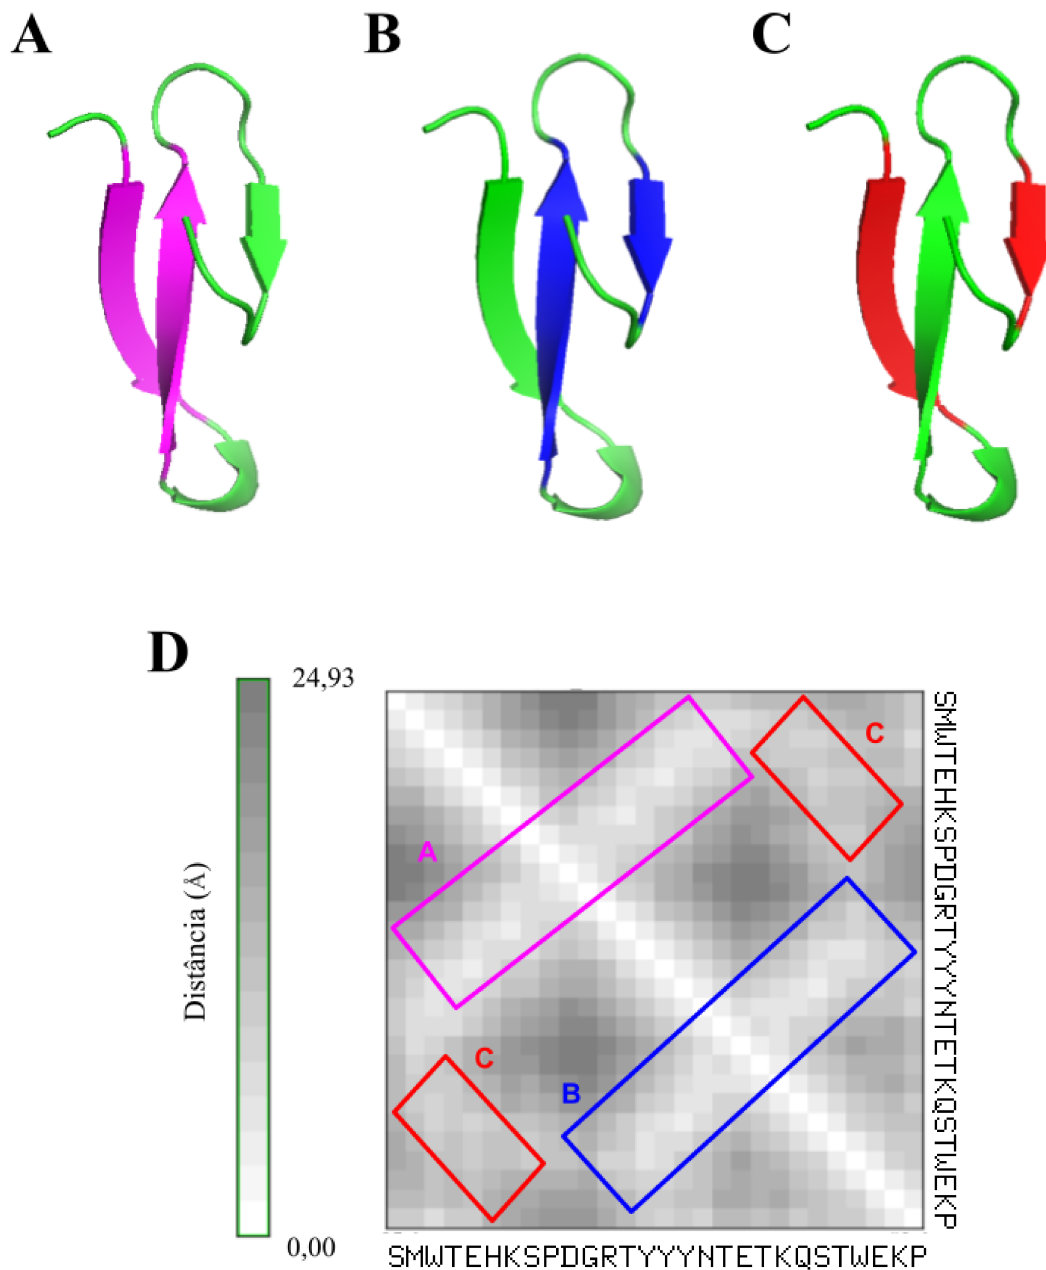 A
B
C
D
24,93
Distância (Å)
0,00
A
C
C
B
SMWTEHKSPDGRTYYYNTETKQSTWEKP
SMWTEHKSPDGRTYYYNTETKQSTWEKP